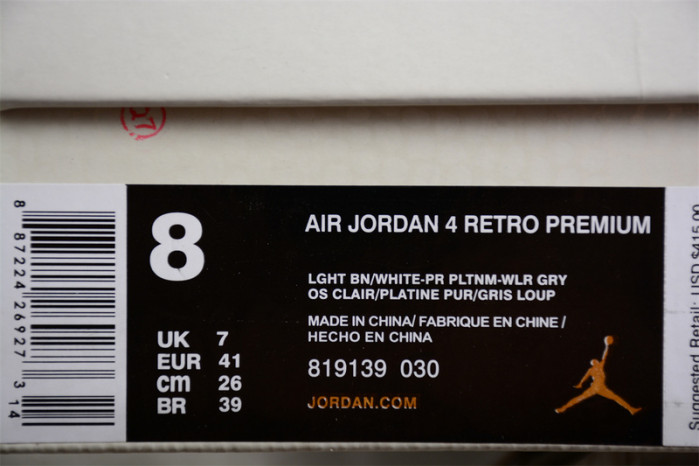 17
8 87224 26927 3 14
8
AIR JORDAN 4 RETRO PREMIUM
LGHT BN/WHITE-PR PLTNM-WLR GRY
OS CLAIR/PLATINE PUR/GRIS LOUP
MADE IN CHINA/ FABRIQUE EN CHINE /
HECHO EN CHINA
UK 7
EUR 41
cm 26
BR 39
819139 030
JORDAN.COM
Suggested Retail: USD $415.00